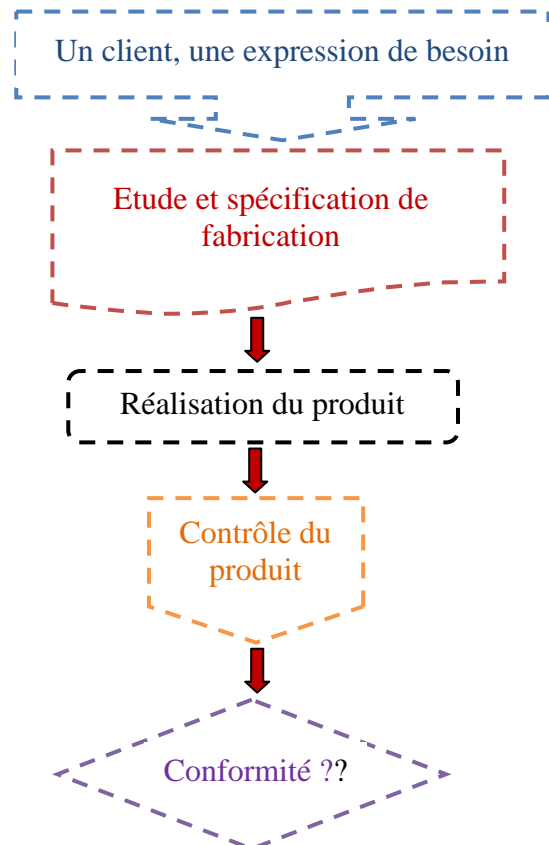 Un client, une expression de besoin
Etude et spécification de
fabrication
Réalisation du produit
Contrôle du
produit
Conformité ??